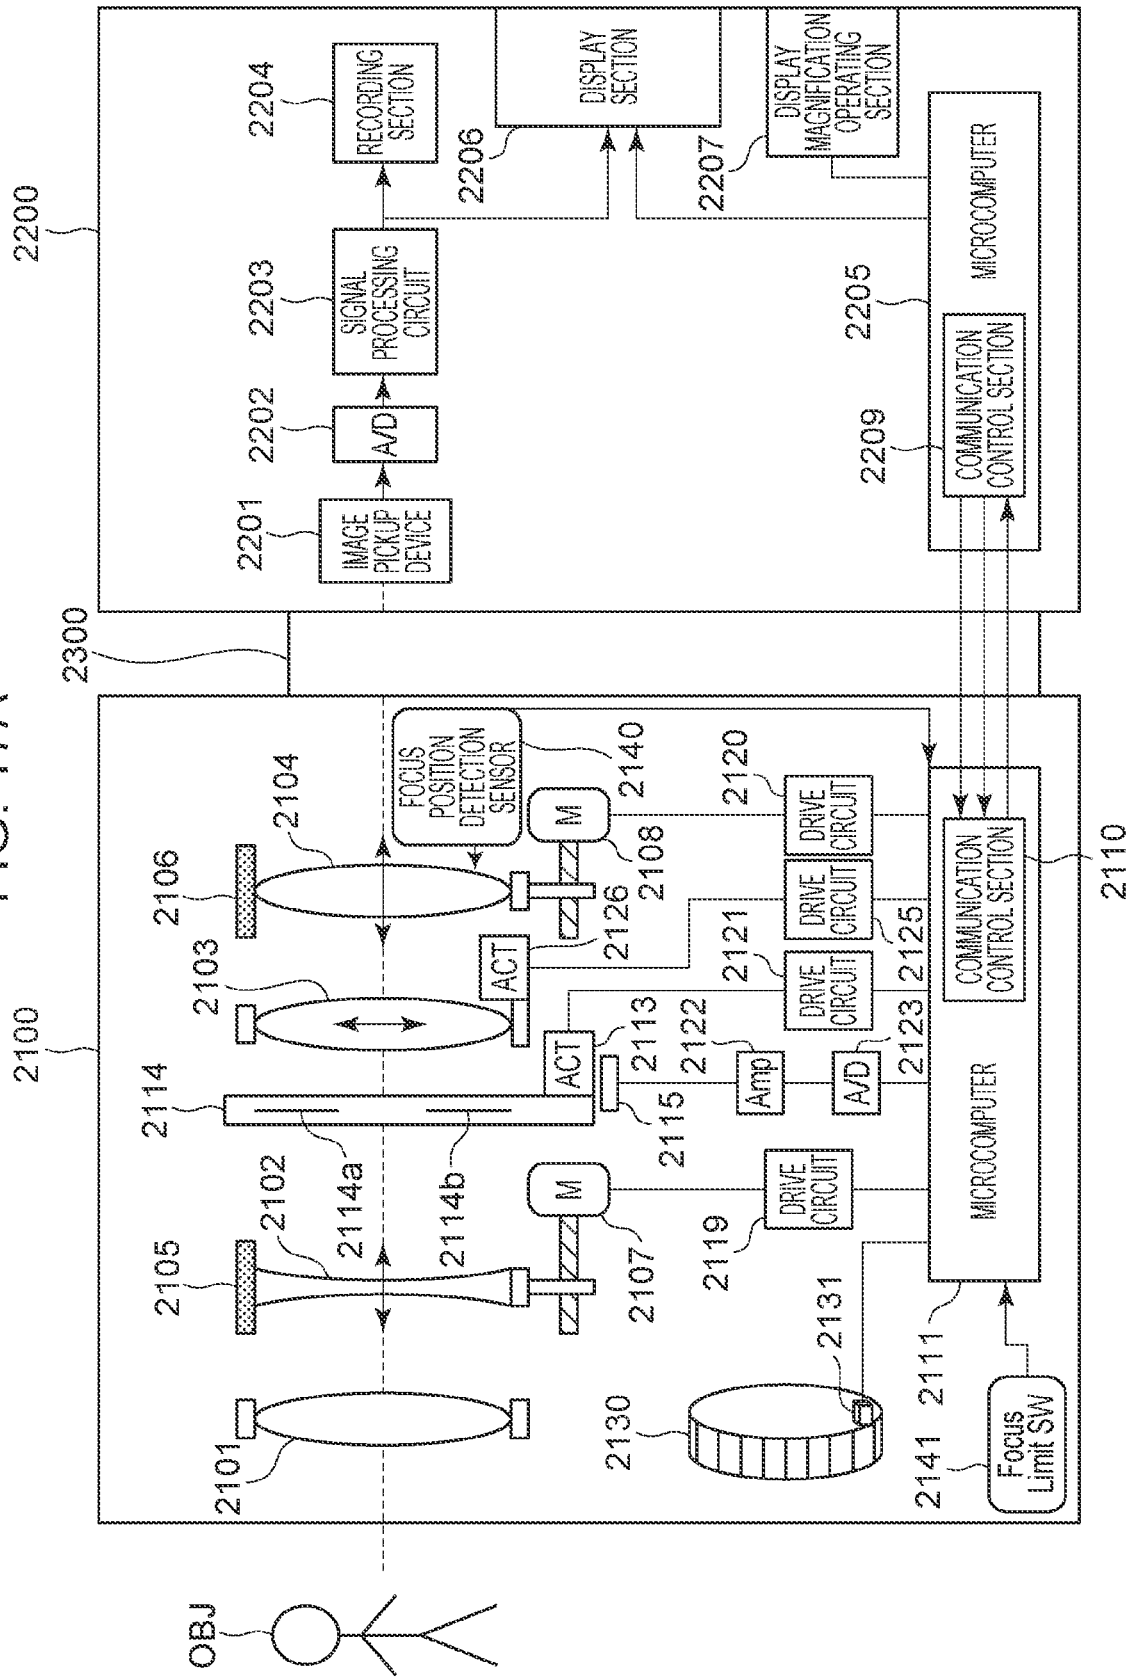 FIG. 17A
2100
2300
2200
OBJ
2101
2105
2102
2114
2114a
2114b
2103
2106
2104
2201
2202
2203
2204
IMAGE
PICKUP
DEVICE
A/D
SIGNAL
PROCESSING
CIRCUIT
RECORDING
SECTION
FOCUS
POSITION
DETECTION
SENSOR
2140
2206
DISPLAY
SECTION
M
2107
ACT
2113
2115
ACT
2126
M
2108
2130
2131
2119
DRIVE
CIRCUIT
2122
Amp
A/D
2123
2121
DRIVE
CIRCUIT
DRIVE
CIRCUIT
2125
2120
DRIVE
CIRCUIT
2207
DISPLAY
MAGNIFICATION
OPERATING
SECTION
2141
Focus
Limit SW
2111
MICROCOMPUTER
COMMUNICATION
CONTROL SECTION
2110
2209
COMMUNICATION
CONTROL SECTION
2205
MICROCOMPUTER